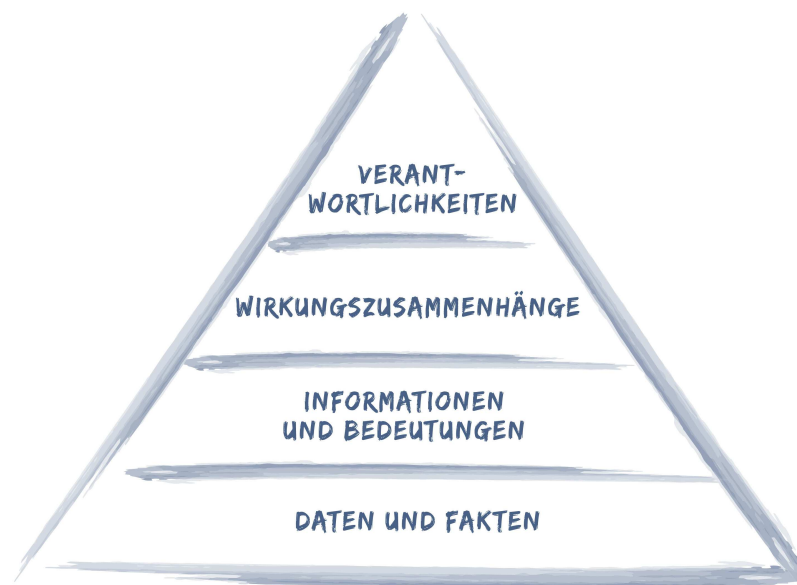 VERANT-
WORTLICHKEITEN
WIRKUNGSZUSAMMENHÄNGE
INFORMATIONEN
UND BEDEUTUNGEN
DATEN UND FAKTEN